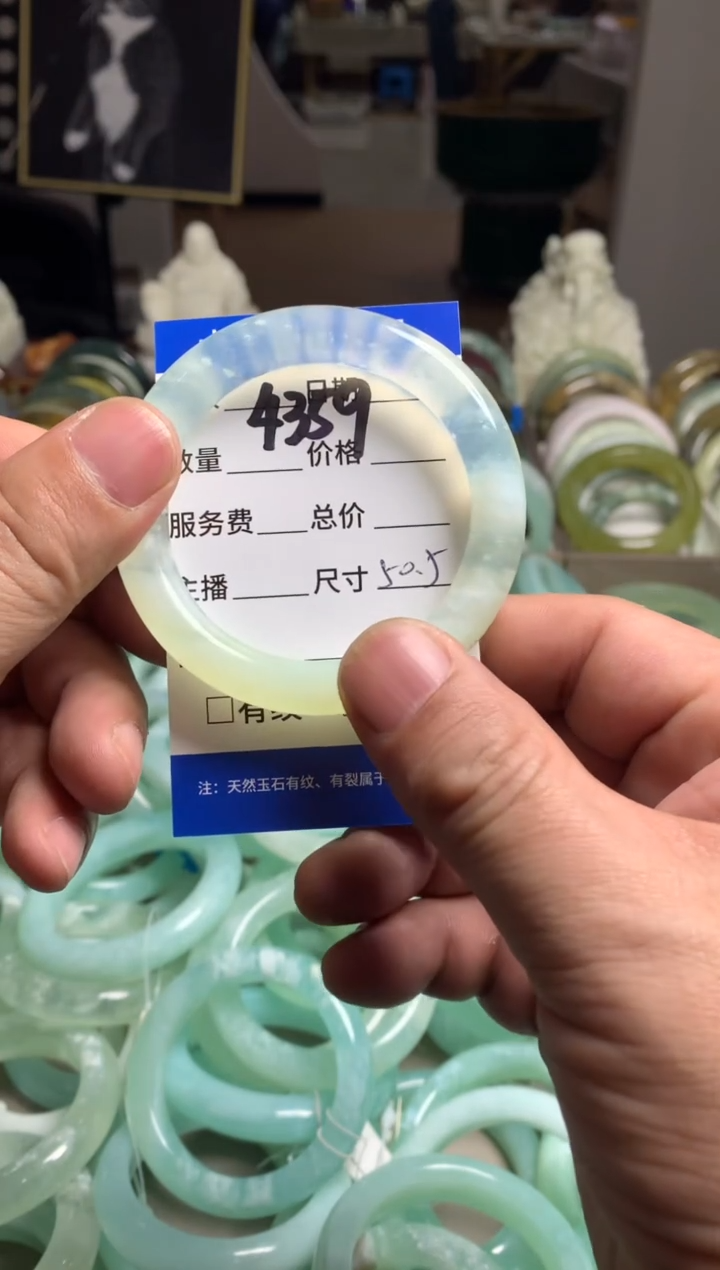 日期
4359
数量 价格
服务费 总价
主播 尺寸 50.5
□有纹
注：天然玉石有纹、有裂属于